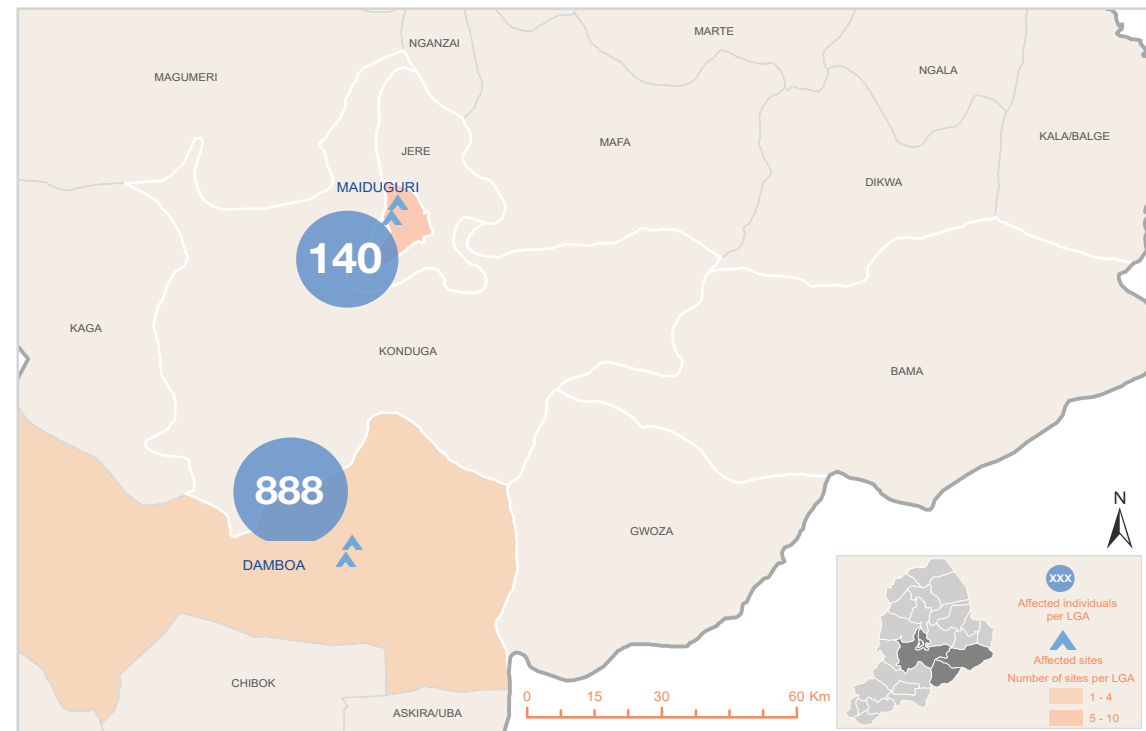 MARTE
NGANZAI
NGALA
MAGUMERI
KALA/BALGE
MAFA
JERE
DIKWA
MAIDUGURI
140
KAGA
KONDUGA
BAMA
888
N
GWOZA
DAMBOA
CHIBOK
ASKIRA/UBA
0 15 30 60 Km
XXX
Affected individuals
per LGA
Affected sites
Number of sites per LGA
1 - 4
5 - 10